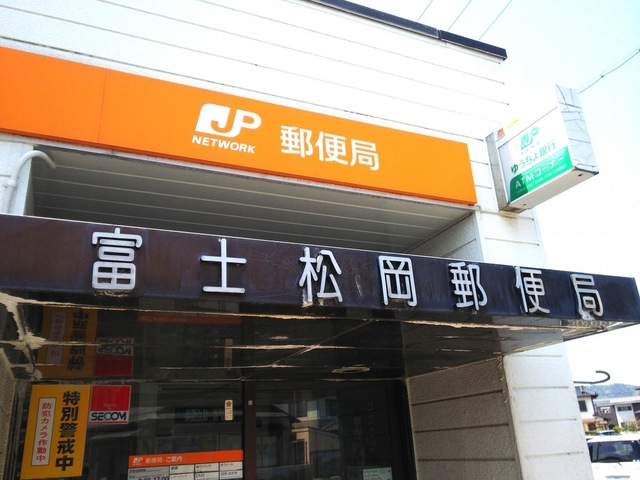 JP
NETWORK
郵便局
JP
ゆうちょ銀行
ATMコーナー
富士松岡郵便局
特別警戒中
防犯カメラ作動中
SECOM
JP 郵便局 ご案内